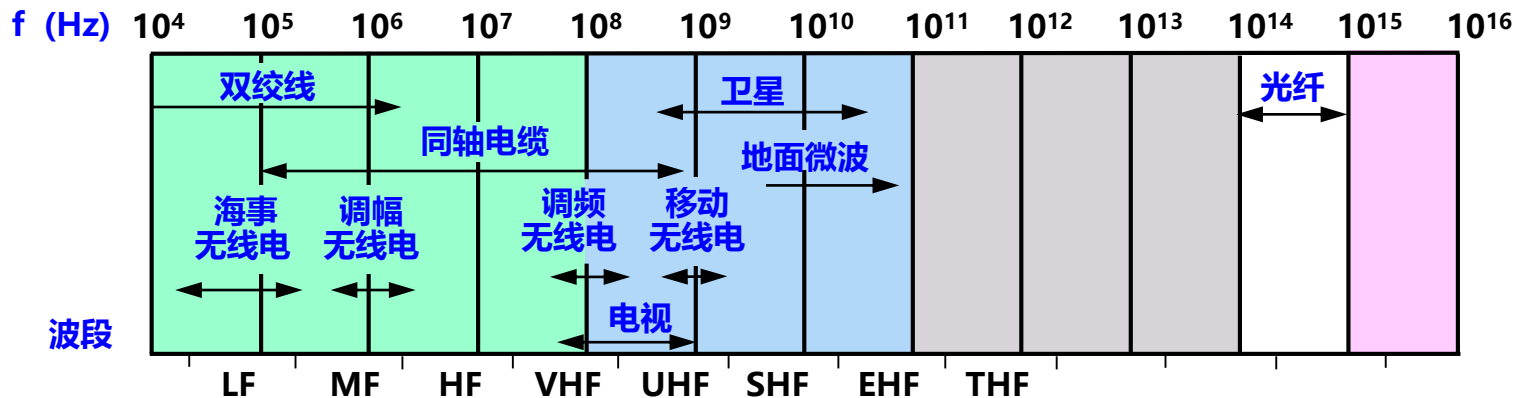 f (Hz) 10⁴ 10⁵ 10⁶ 10⁷ 10⁸ 10⁹ 10¹⁰ 10¹¹ 10¹² 10¹³ 10¹⁴ 10¹⁵ 10¹⁶
双绞线
卫星
光纤
同轴电缆
地面微波
海事
无线电
调幅
无线电
调频
无线电
移动
无线电
电视
波段
LF MF HF VHF UHF SHF EHF THF